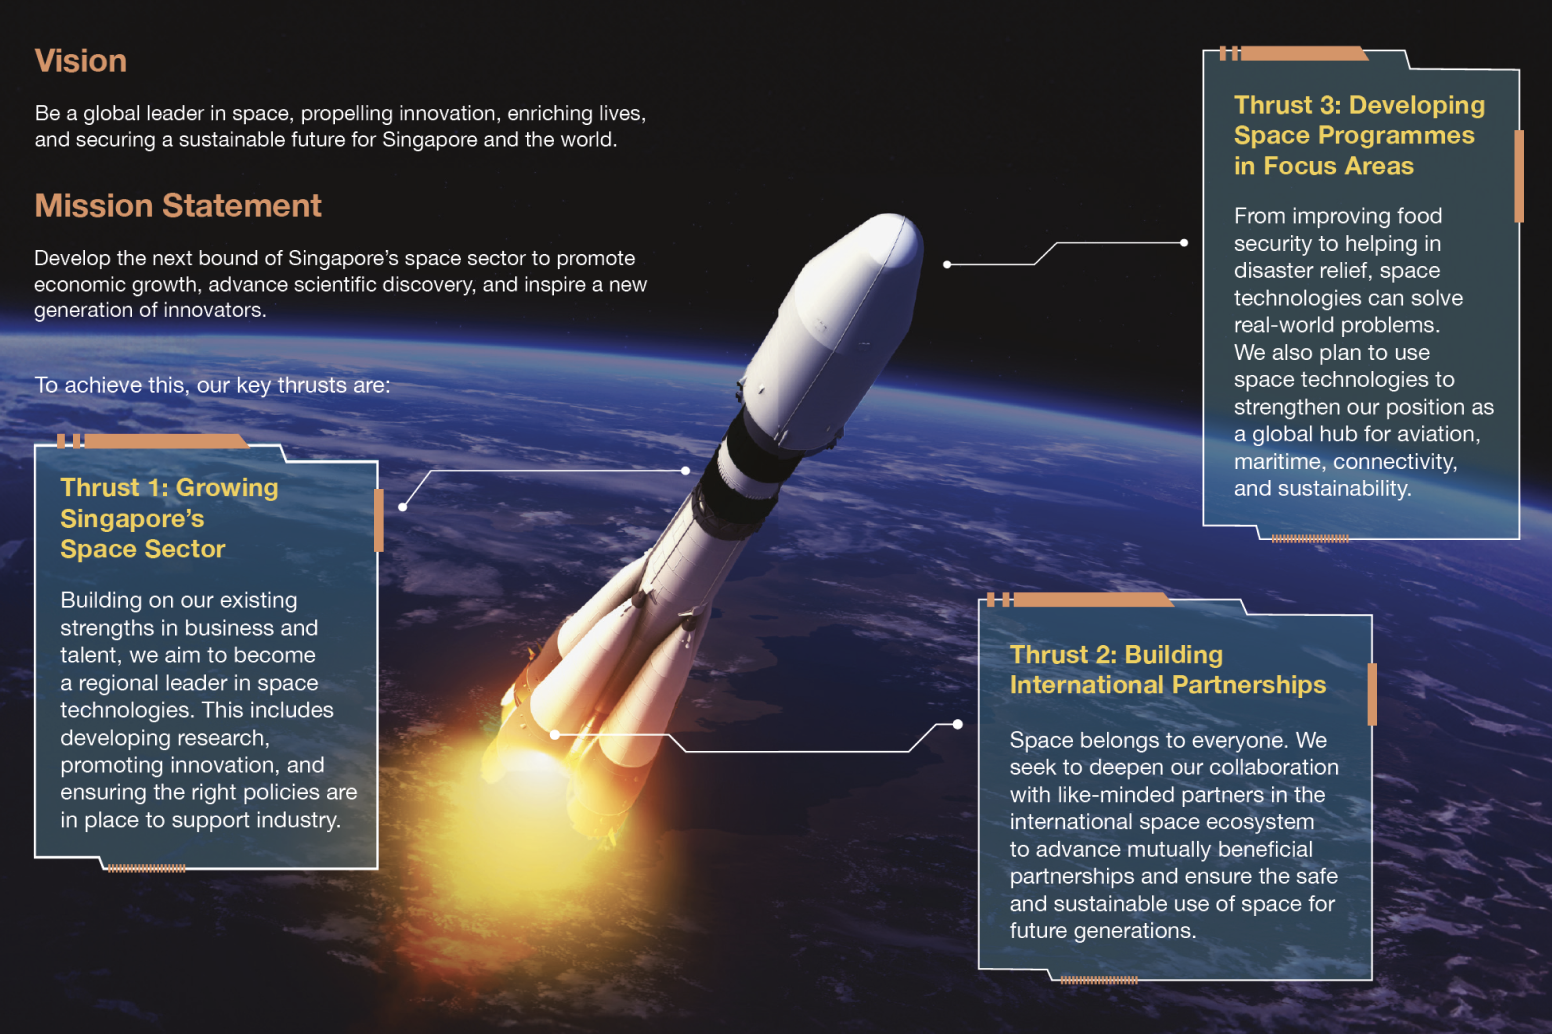 Vision
Be a global leader in space, propelling innovation, enriching lives,
and securing a sustainable future for Singapore and the world.
Mission Statement
Develop the next bound of Singapore’s space sector to promote
economic growth, advance scientific discovery, and inspire a new
generation of innovators.
To achieve this, our key thrusts are:
Thrust 1: Growing
Singapore’s
Space Sector
Building on our existing
strengths in business and
talent, we aim to become
a regional leader in space
technologies. This includes
developing research,
promoting innovation, and
ensuring the right policies are
in place to support industry.
Thrust 2: Building
International Partnerships
Space belongs to everyone. We
seek to deepen our collaboration
with like-minded partners in the
international space ecosystem
to advance mutually beneficial
partnerships and ensure the safe
and sustainable use of space for
future generations.
Thrust 3: Developing
Space Programmes
in Focus Areas
From improving food
security to helping in
disaster relief, space
technologies can solve
real-world problems.
We also plan to use
space technologies to
strengthen our position as
a global hub for aviation,
maritime, connectivity,
and sustainability.